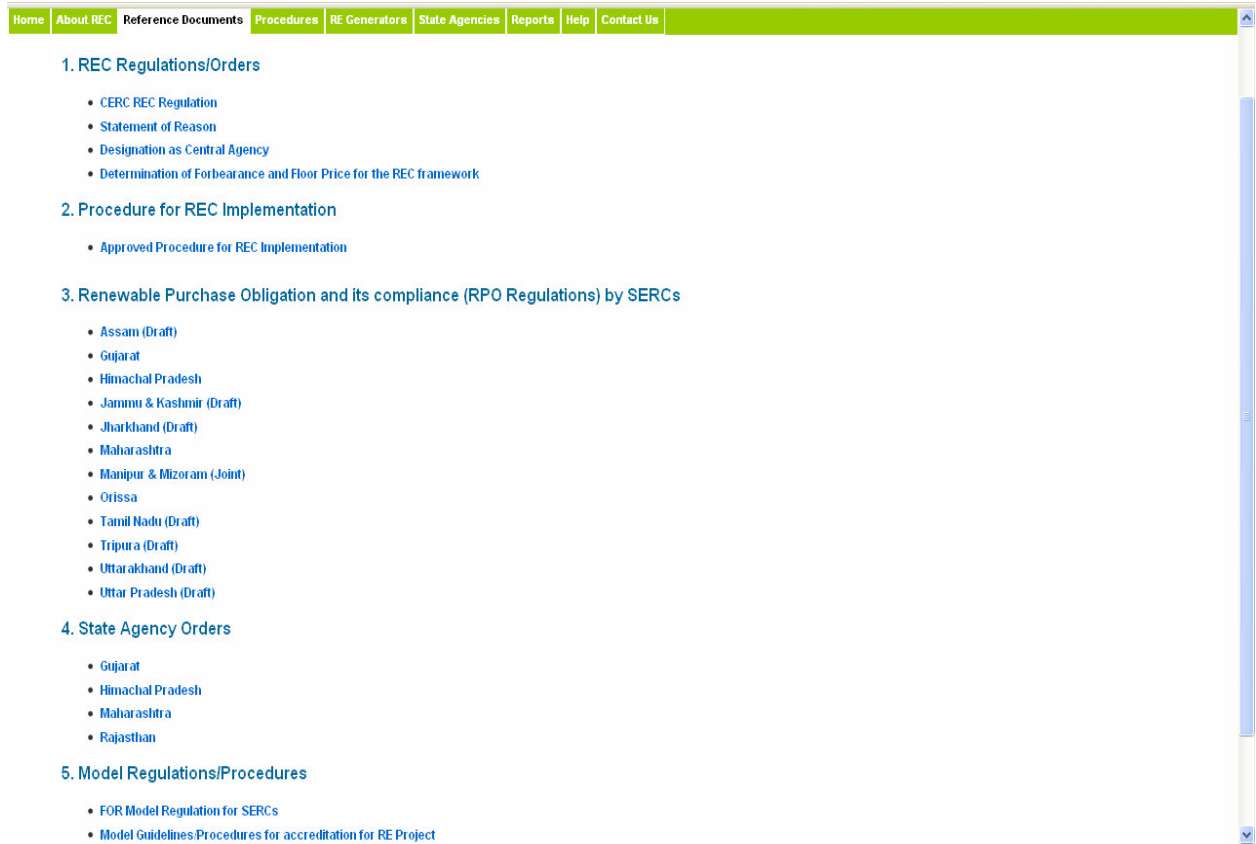 Home About REC Reference Documents Procedures RE Generators State Agencies Reports Help Contact Us
1. REC Regulations/Orders
• CERC REC Regulation
• Statement of Reason
• Designation as Central Agency
• Determination of Forbearance and Floor Price for the REC framework
2. Procedure for REC Implementation
• Approved Procedure for REC Implementation
3. Renewable Purchase Obligation and its compliance (RPO Regulations) by SERCs
• Assam (Draft)
• Gujarat
• Himachal Pradesh
• Jammu & Kashmir (Draft)
• Jharkhand (Draft)
• Maharashtra
• Manipur & Mizoram (Joint)
• Orissa
• Tamil Nadu (Draft)
• Tripura (Draft)
• Uttarakhand (Draft)
• Uttar Pradesh (Draft)
4. State Agency Orders
• Gujarat
• Himachal Pradesh
• Maharashtra
• Rajasthan
5. Model Regulations/Procedures
• FOR Model Regulation for SERCs
• Model Guidelines/Procedures for accreditation for RE Project